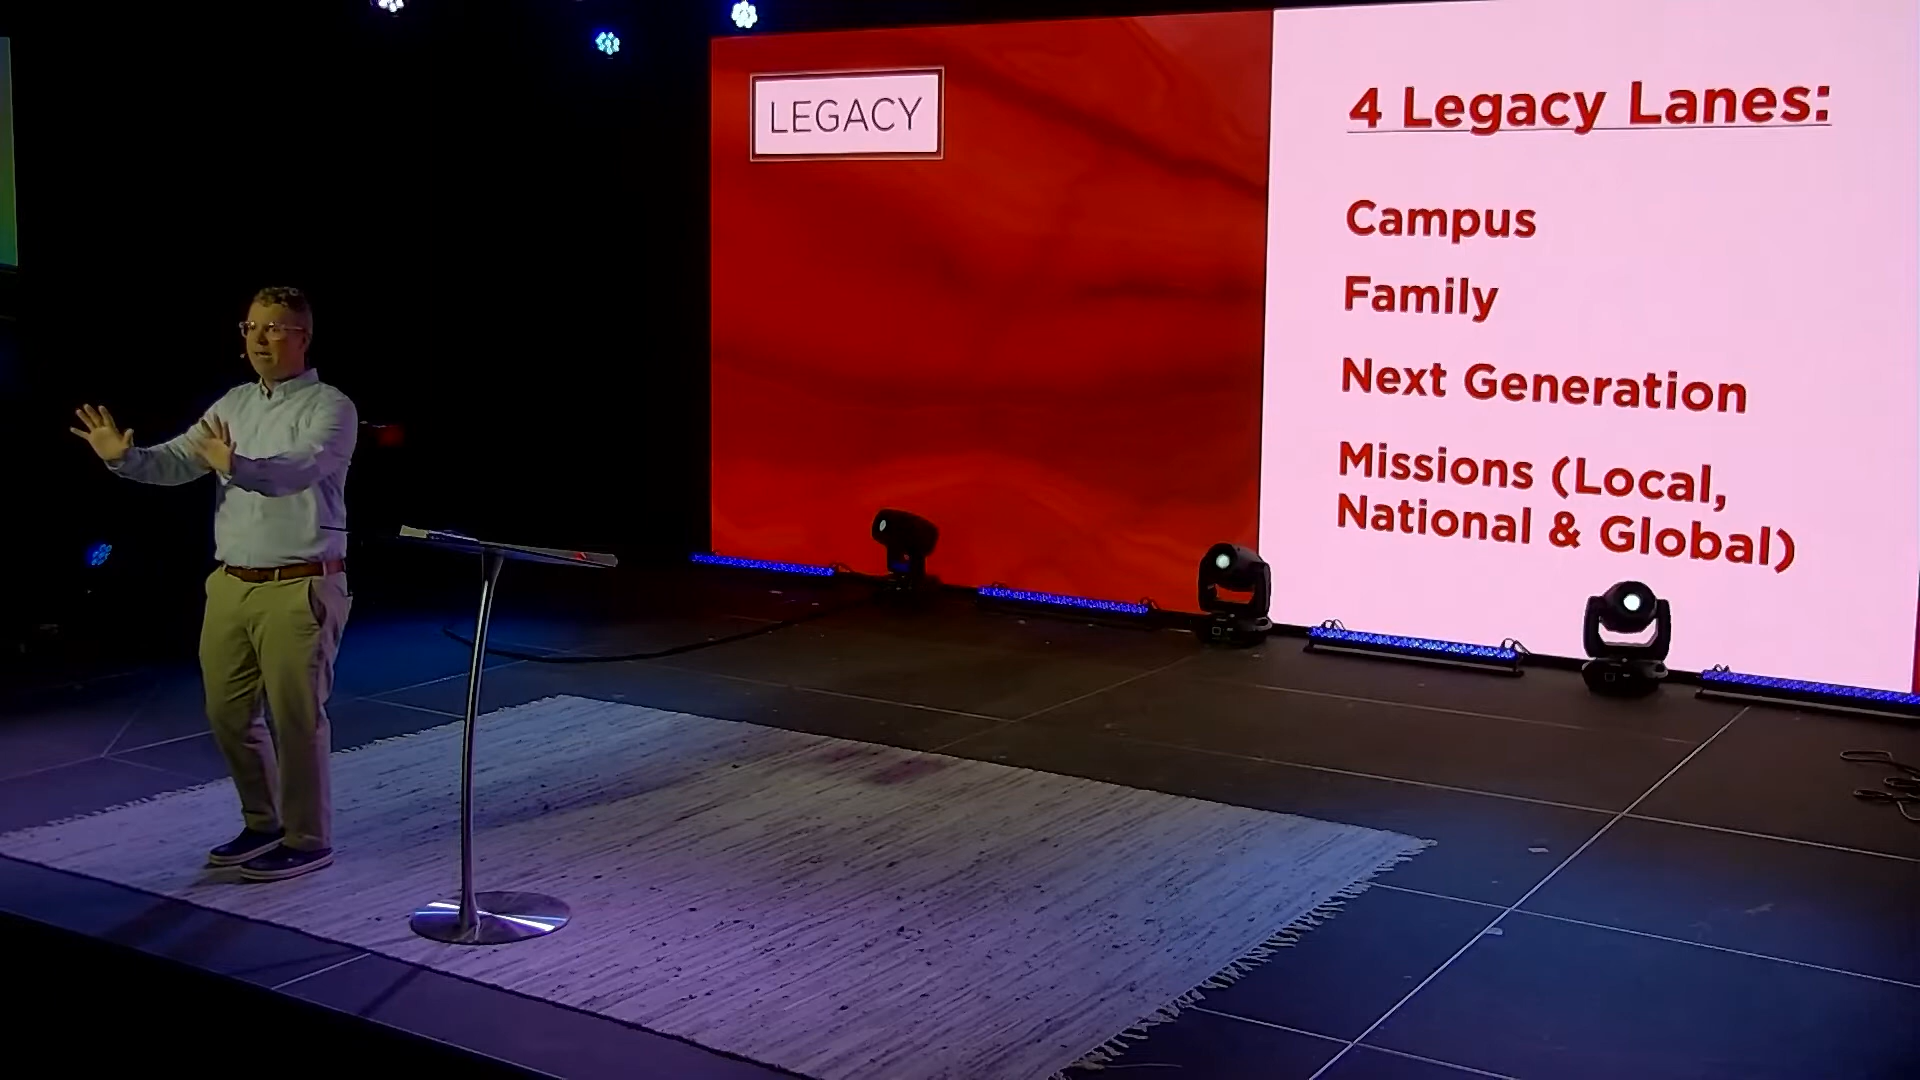 LEGACY
4 Legacy Lanes:
Campus
Family
Next Generation
Missions (Local,
National & Global)